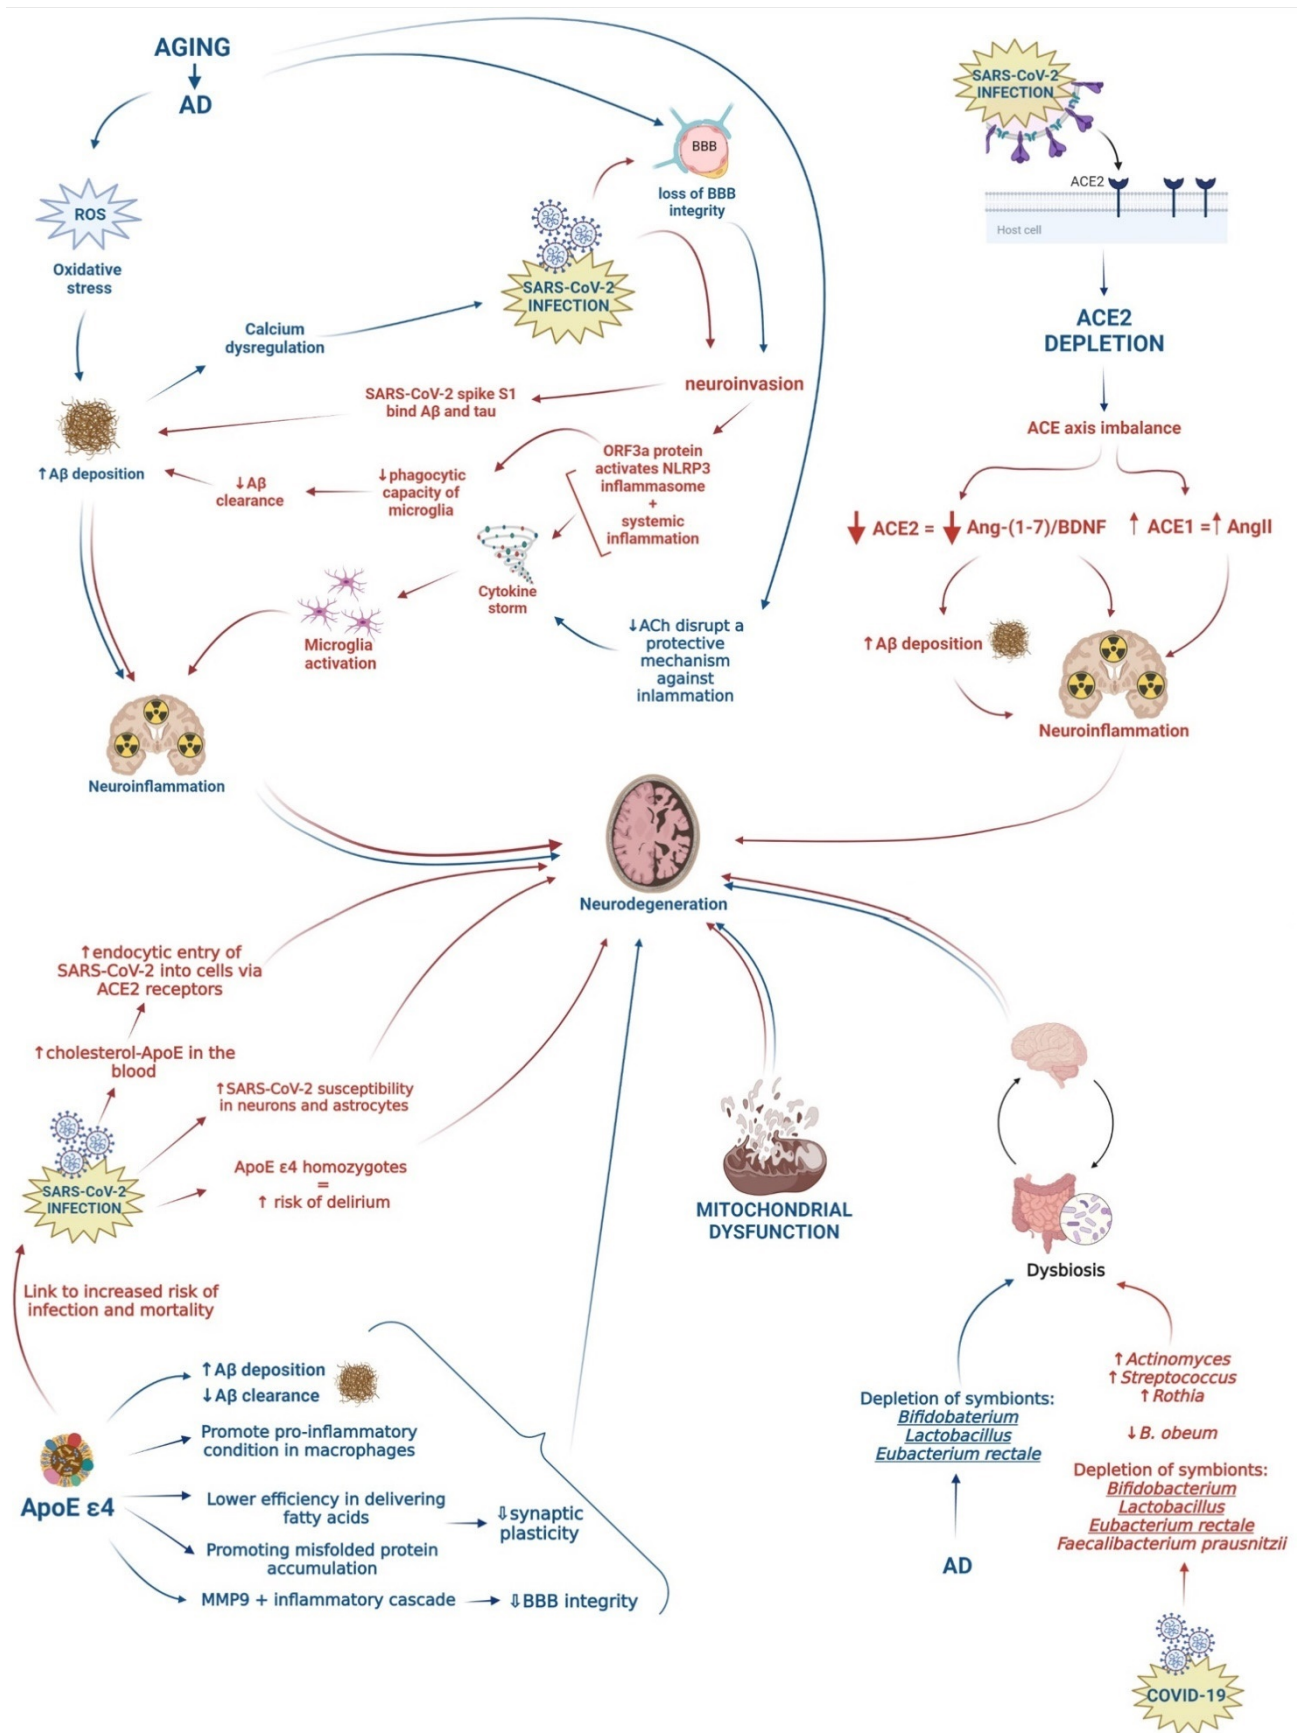 AGING
AD
ROS
Oxidative
stress
Calcium
dysregulation
SARS-CoV-2
INFECTION
BBB
loss of BBB
integrity
neuroinvasion
SARS-CoV-2 spike S1
bind Aβ and tau
↑Aβ deposition
↓Aβ
clearance
↓phagocytic
capacity of
microglia
ORF3a protein
activates NLRP3
inflammasome
+
systemic
inflammation
Cytokine
storm
Microglia
activation
↓ACh disrupt a
protective
mechanism
against
inlammation
Neuroinflammation
SARS-CoV-2
INFECTION
ACE2
Host cell
ACE2
DEPLETION
ACE axis imbalance
↓ ACE2 = ↓ Ang-(1-7)/BDNF
↑ ACE1 =↑ AngII
↑Aβ deposition
Neuroinflammation
Neurodegeneration
↑endocytic entry of
SARS-CoV-2 into cells via
ACE2 receptors
↑cholesterol-ApoE in the
blood
↑SARS-CoV-2 susceptibility
in neurons and astrocytes
ApoE ε4 homozygotes
=
↑ risk of delirium
SARS-CoV-2
INFECTION
Link to increased risk of
infection and mortality
ApoE ε4
↑Aβ deposition
↓Aβ clearance
Promote pro-inflammatory
condition in macrophages
Lower efficiency in delivering
fatty acids
⇩synaptic
plasticity
Promoting misfolded protein
accumulation
MMP9 + inflammatory cascade
⇩BBB integrity
MITOCHONDRIAL
DYSFUNCTION
Dysbiosis
Depletion of symbionts:
Bifidobaterium
Lactobacillus
Eubacterium rectale
AD
↑Actinomyces
↑Streptococcus
↑Rothia
↓B. obeum
Depletion of symbionts:
Bifidobacterium
Lactobacillus
Eubacterium rectale
Faecalibacterium prausnitzii
COVID-19